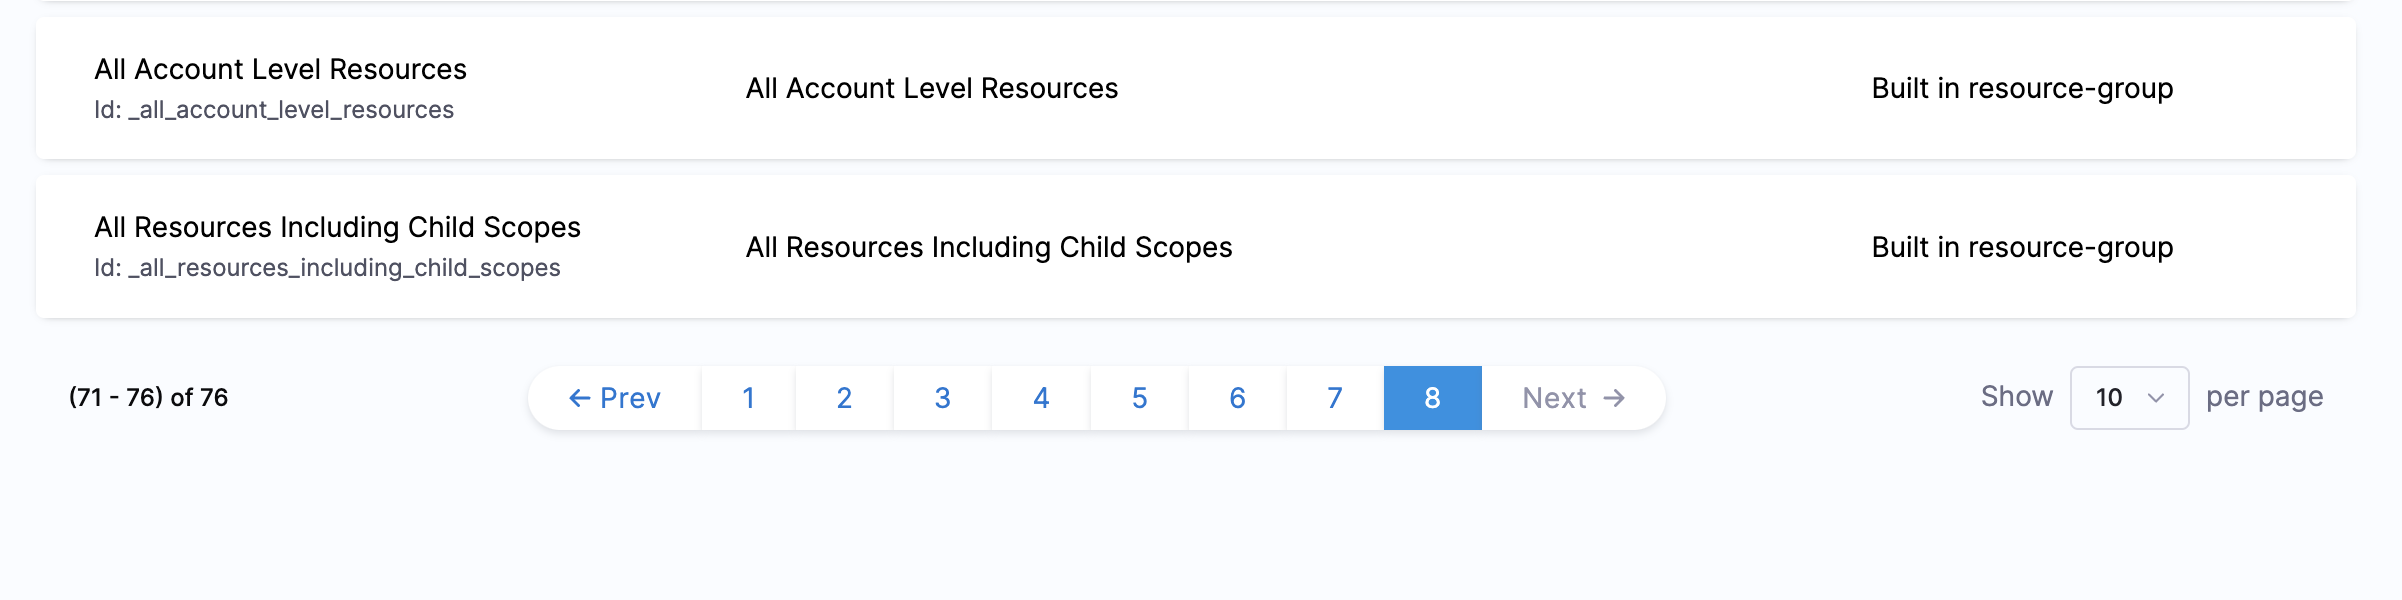 All Account Level Resources
Id: _all_account_level_resources
All Account Level Resources
Built in resource-group
All Resources Including Child Scopes
Id: _all_resources_including_child_scopes
All Resources Including Child Scopes
Built in resource-group
(71 - 76) of 76
← Prev 1 2 3 4 5 6 7 8 Next →
Show 10 per page